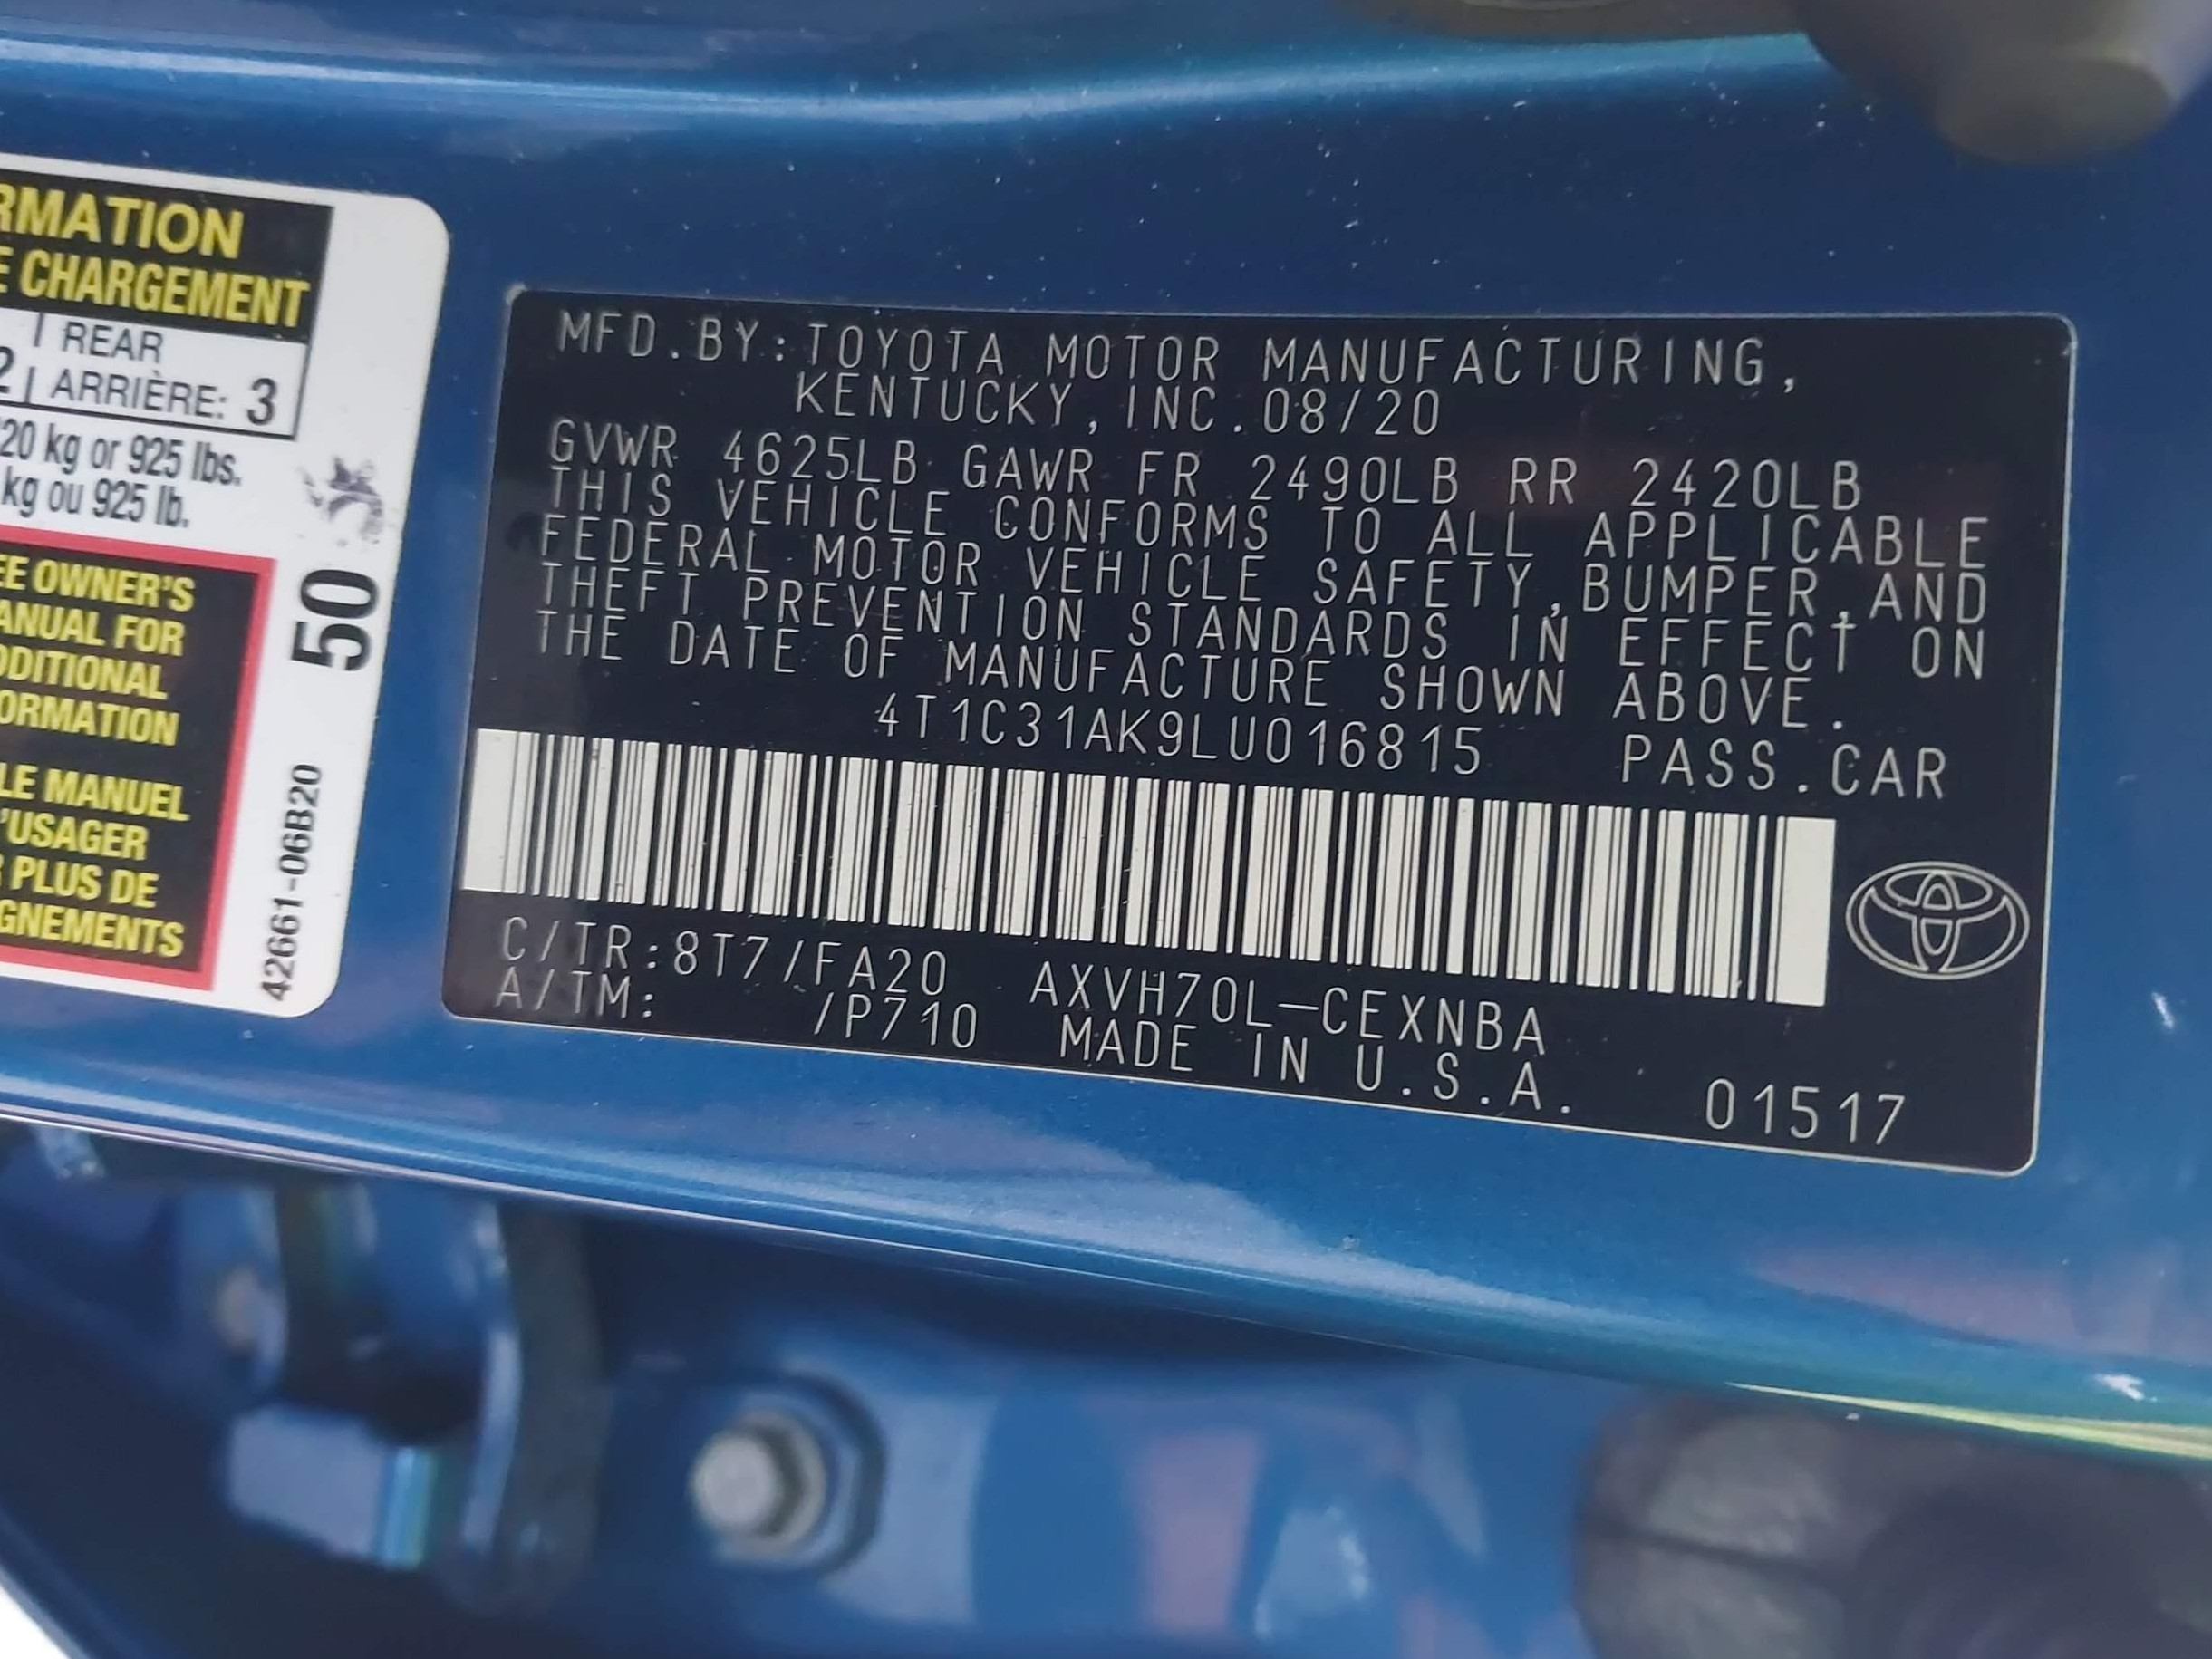 RMATION
E CHARGEMENT
REAR
2 ARRIÈRE: 3
20 kg or 925 lbs.
kg ou 925 lb.
EE OWNER'S
ANUAL FOR
DDITIONAL
ORMATION
LE MANUEL
'USAGER
PLUS DE
GNEMENTS
50
42661-06B20
MFD.BY:TOYOTA MOTOR MANUFACTURING,
KENTUCKY,INC.08/20
GVWR 4625LB GAWR FR 2490LB RR 2420LB
THIS VEHICLE CONFORMS TO ALL APPLICABLE
FEDERAL MOTOR VEHICLE SAFETY,BUMPER,AND
THEFT PREVENTION STANDARDS IN EFFECT ON
THE DATE OF MANUFACTURE SHOWN ABOVE.
4T1C31AK9LU016815 PASS.CAR
C/TR:8T7/FA20 AXVH70L-CEXNBA
A/TM: /P710 MADE IN U.S.A. 01517